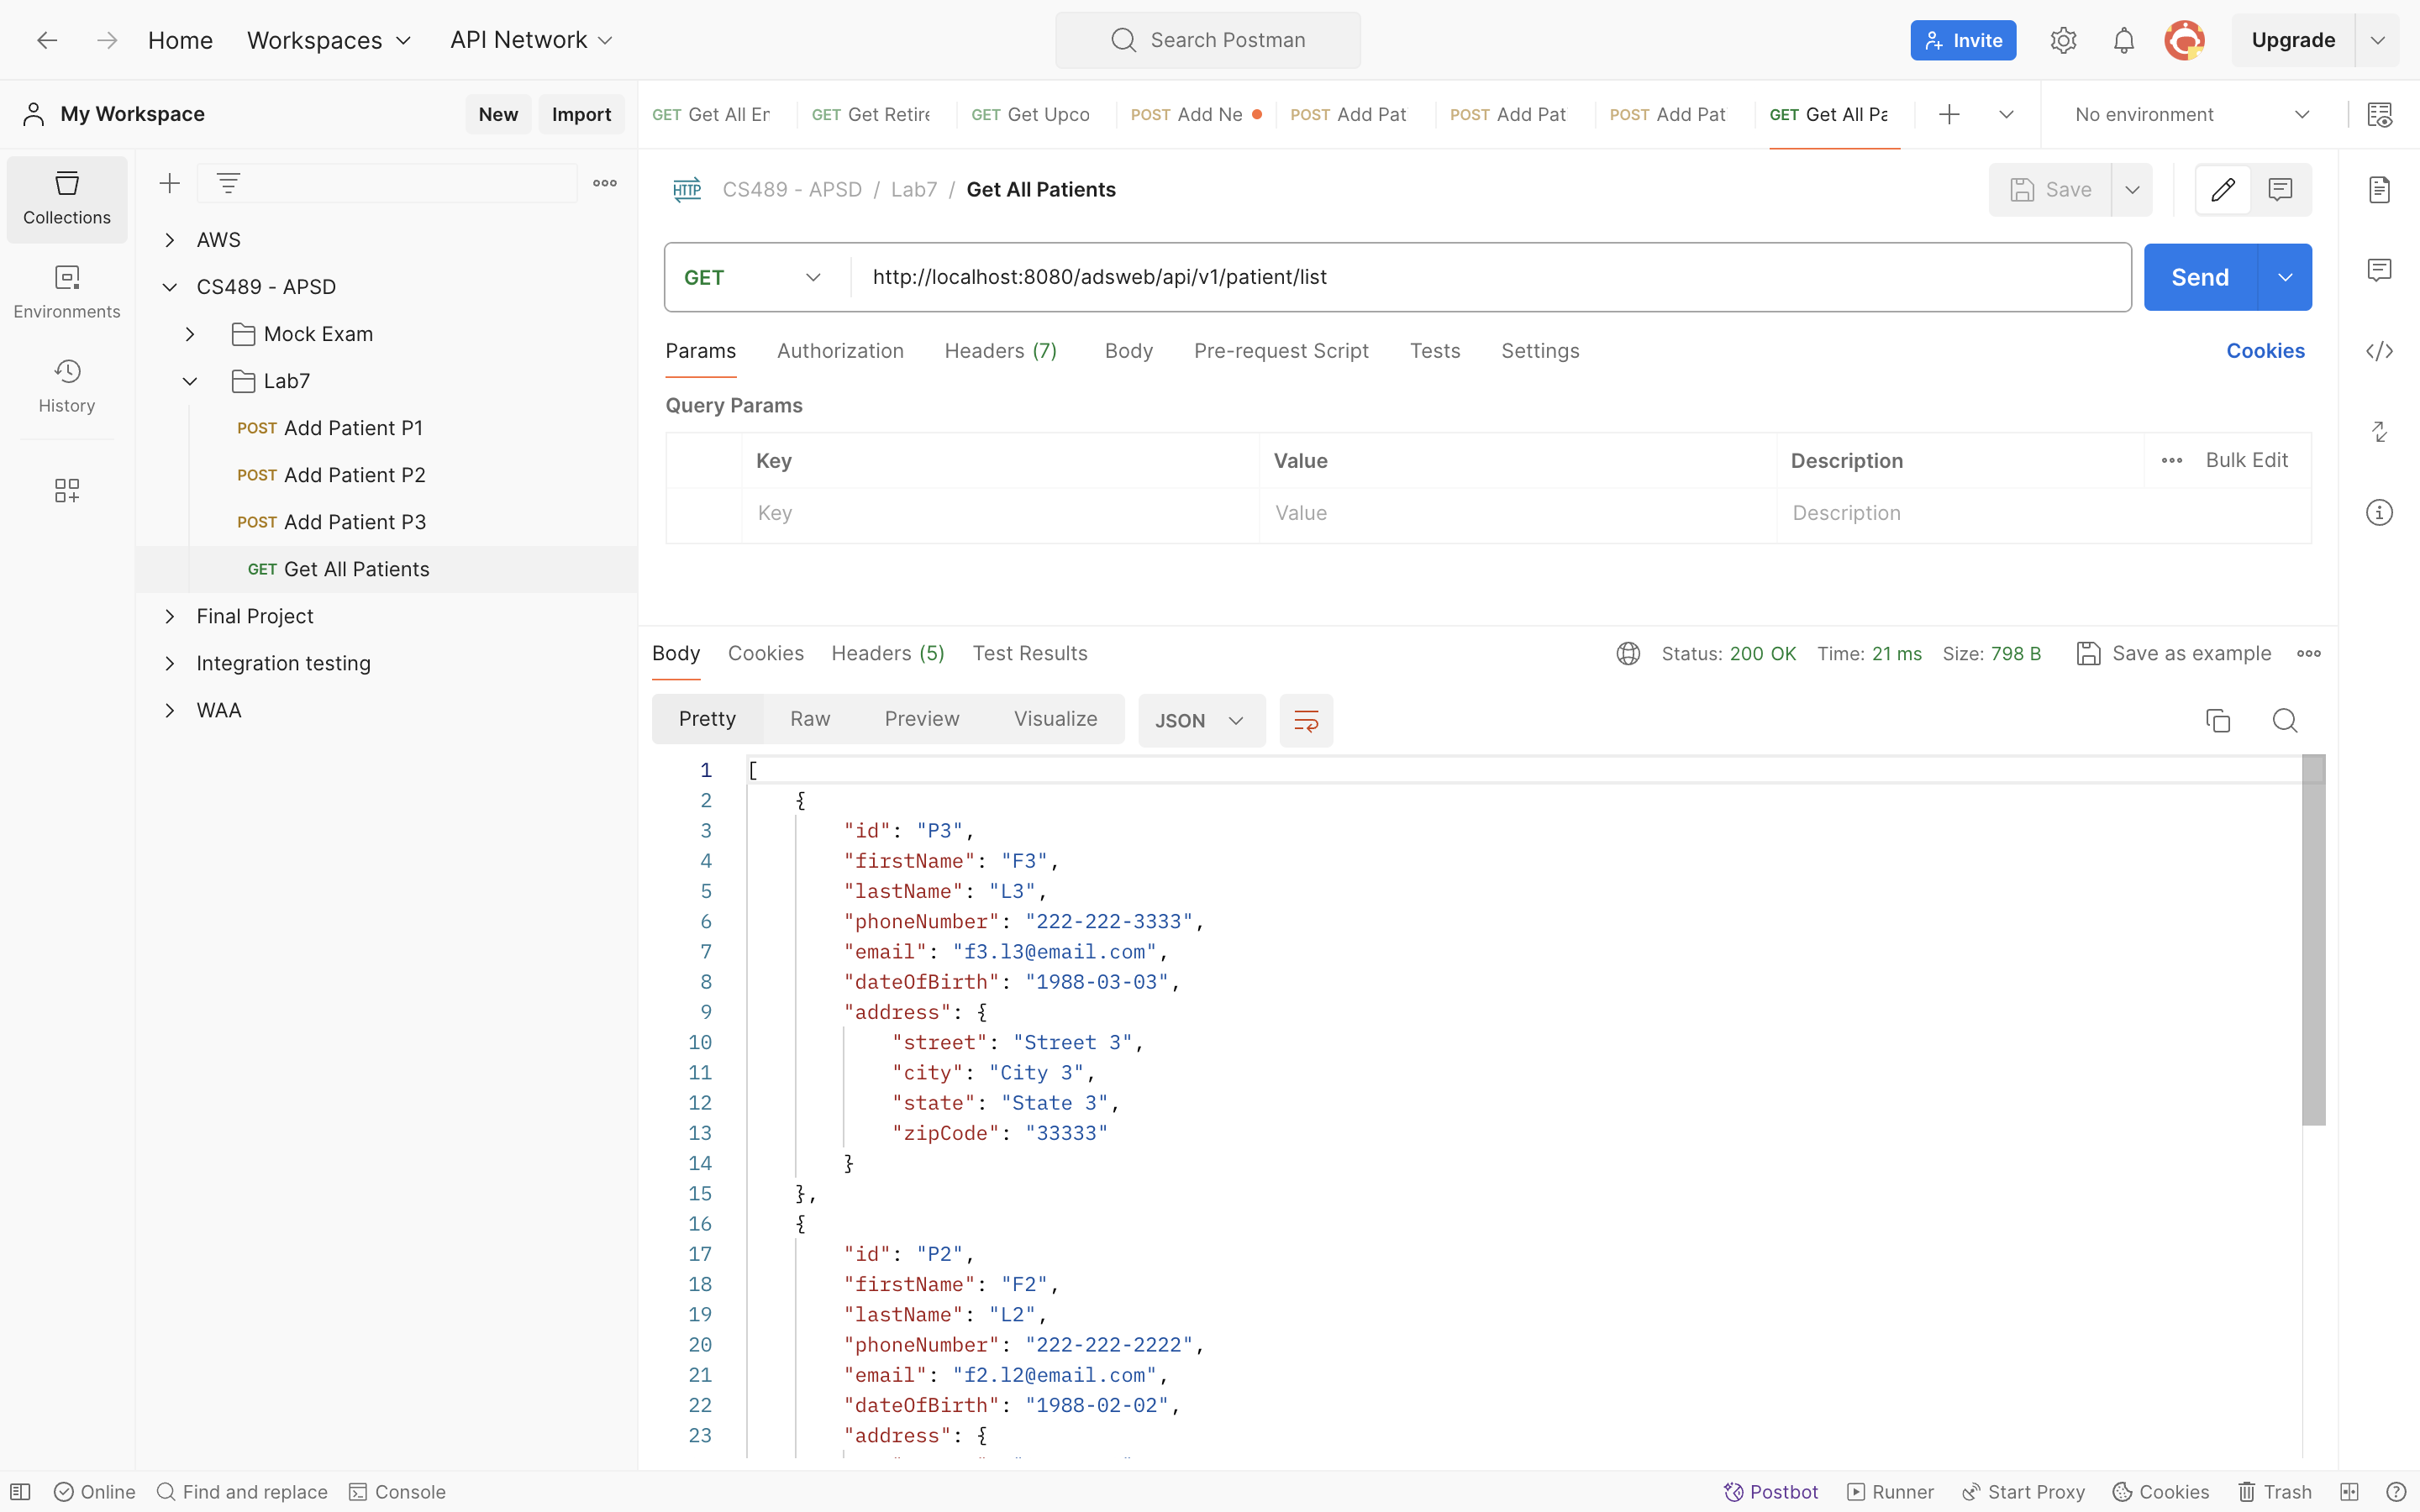 Home Workspaces API Network Search Postman Invite Upgrade
My Workspace New Import
GET Get All Er GET Get Retire GET Get Upco POST Add Ne POST Add Pat POST Add Pat POST Add Pat GET Get All Pa No environment
Collections
Environments
History
AWS
CS489 - APSD
Mock Exam
Lab7
POST Add Patient P1
POST Add Patient P2
POST Add Patient P3
GET Get All Patients
Final Project
Integration testing
WAA
HTTP CS489 - APSD / Lab7 / Get All Patients Save
GET http://localhost:8080/adsweb/api/v1/patient/list Send
Params Authorization Headers (7) Body Pre-request Script Tests Settings Cookies
Query Params
Key Value Description Bulk Edit
Key Value Description
Body Cookies Headers (5) Test Results Status: 200 OK Time: 21 ms Size: 798 B Save as example
Pretty Raw Preview Visualize JSON
1 [
2 {
3 "id": "P3",
4 "firstName": "F3",
5 "lastName": "L3",
6 "phoneNumber": "222-222-3333",
7 "email": "f3.l3@email.com",
8 "dateOfBirth": "1988-03-03",
9 "address": {
10 "street": "Street 3",
11 "city": "City 3",
12 "state": "State 3",
13 "zipCode": "33333"
14 }
15 },
16 {
17 "id": "P2",
18 "firstName": "F2",
19 "lastName": "L2",
20 "phoneNumber": "222-222-2222",
21 "email": "f2.l2@email.com",
22 "dateOfBirth": "1988-02-02",
23 "address": {
Online Find and replace Console Postbot Runner Start Proxy Cookies Trash